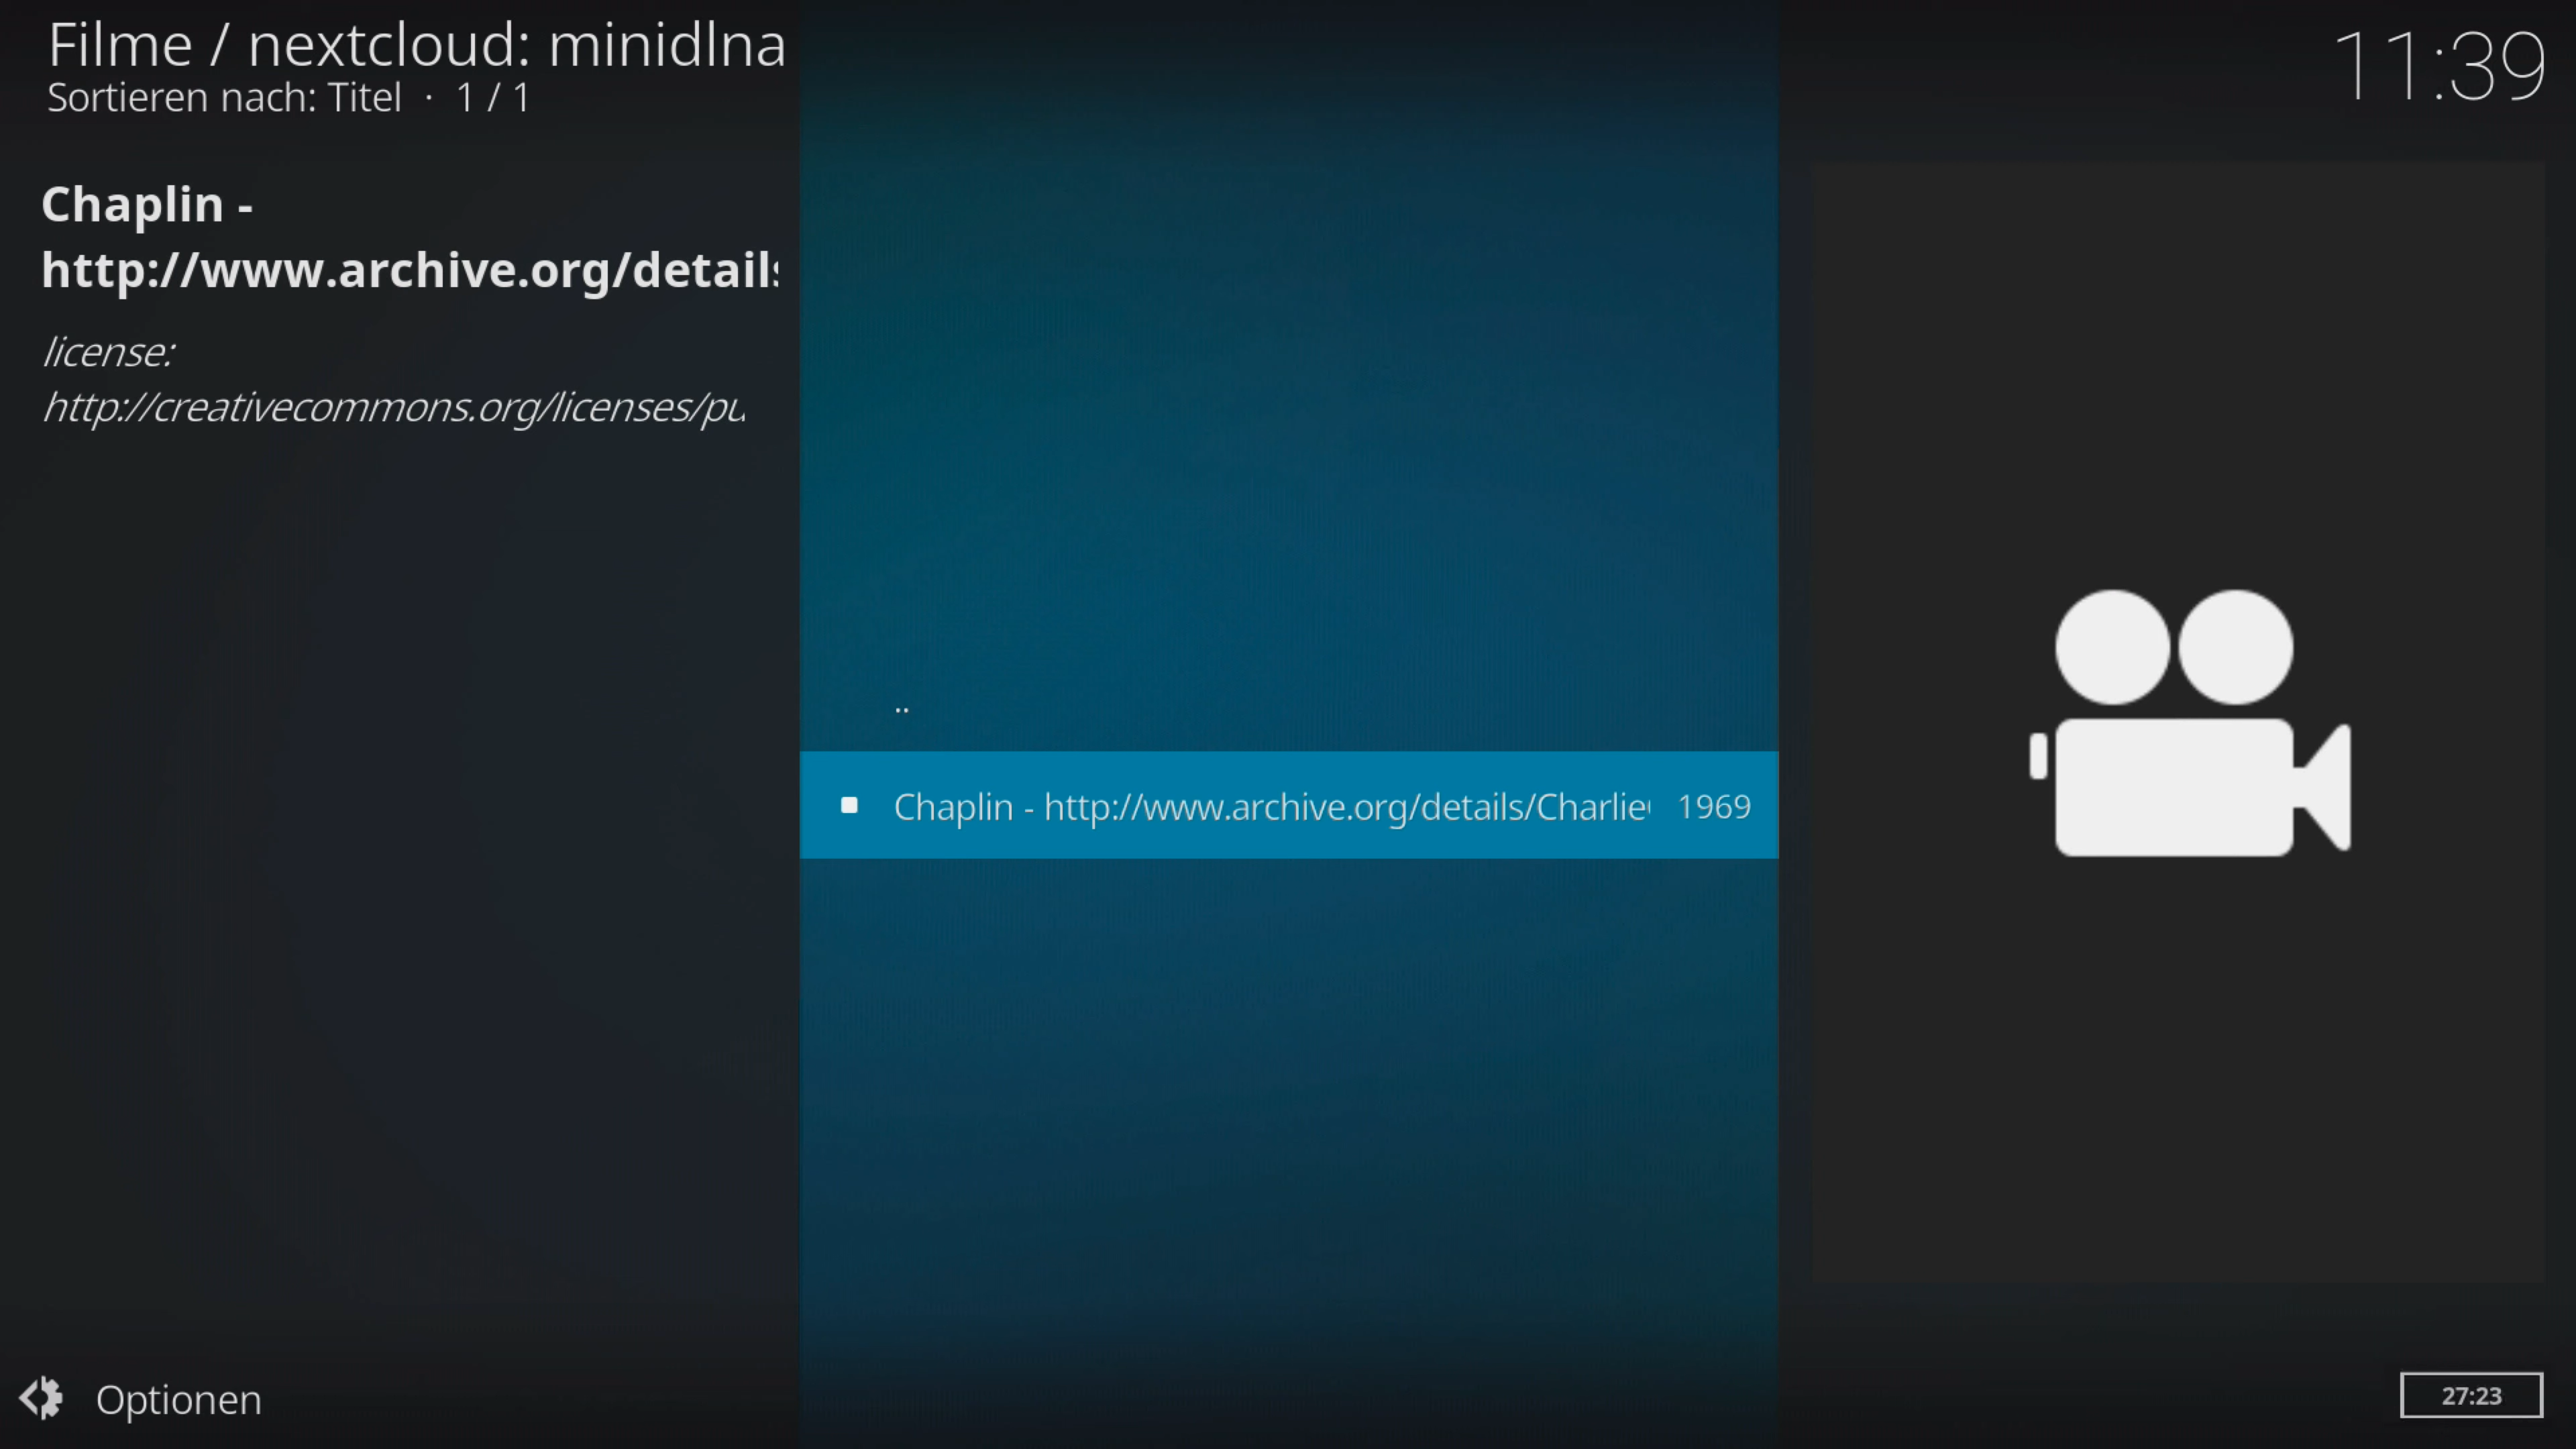 Filme / nextcloud: minidlna
Sortieren nach: Titel · 1 / 1
11:39
Chaplin -
http://www.archive.org/details
license:
http://creativecommons.org/licenses/pu
..
Chaplin - http://www.archive.org/details/Charlie 1969
Optionen
27:23